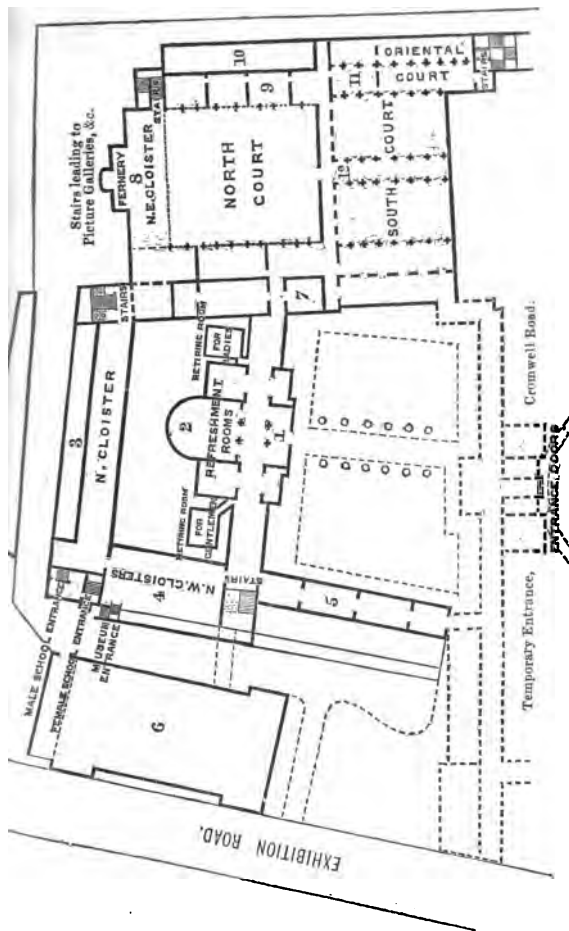 ORIENTAL
COURT
STAIRS
11
10
9
STAIRS
Stairs leading to
Picture Galleries, &c.
FERNERY
8
N.E.CLOISTER
NORTH
COURT
SOUTH
COURT
12
STAIRS
7
RETIRING ROOM
FOR
LADIES
N. CLOISTER
3
2
REFRESHMENT
ROOMS
1
RETIRING ROOM
FOR
GENTLEMEN
N.W.CLOISTERS
4
STAIRS
5
MALE SCHOOL ENTRANCE
FEMALE SCHOOL ENTRANCE
MUSEUM
ENTRANCE
6
Cromwell Road.
ENTRANCE DOORS
Temporary Entrance,
EXHIBITION ROAD.